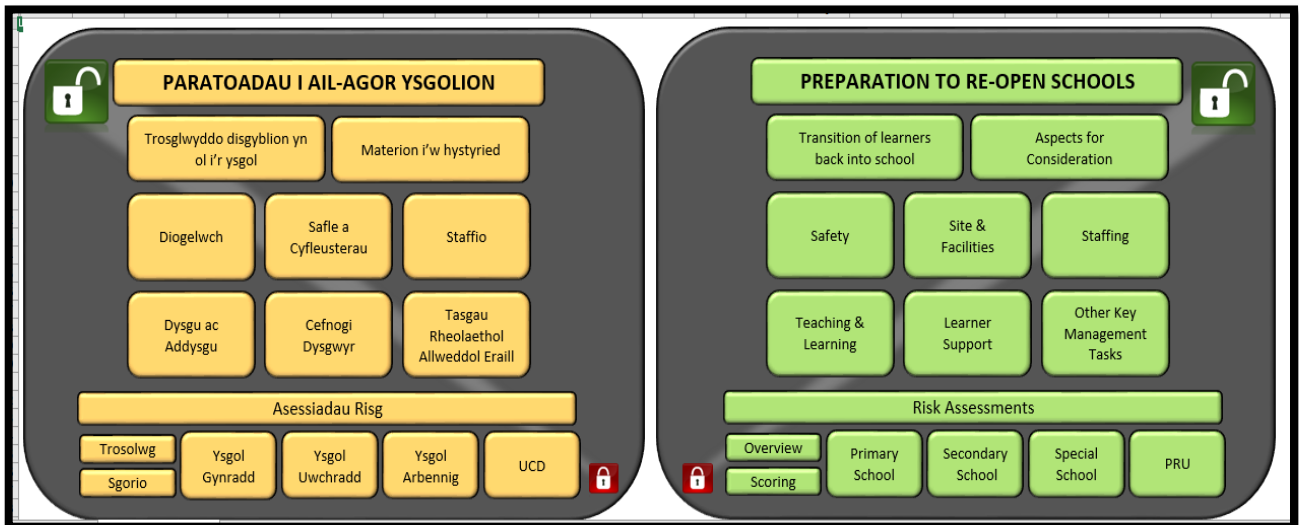 PARATOADAU I AIL-AGOR YSGOLION
Trosglwyddo disgyblion yn
ol i'r ysgol
Materion i'w hystyried
Diogelwch
Safle a
Cyfleusterau
Staffio
Dysgu ac
Addysgu
Cefnogi
Dysgwyr
Tasgau
Rheolaethol
Allweddol Eraill
Asessiadau Risg
Trosolwg
Sgorio
Ysgol
Gynradd
Ysgol
Uwchradd
Ysgol
Arbennig
UCD
PREPARATION TO RE-OPEN SCHOOLS
Transition of learners
back into school
Aspects for
Consideration
Safety
Site &
Facilities
Staffing
Teaching &
Learning
Learner
Support
Other Key
Management
Tasks
Risk Assessments
Overview
Scoring
Primary
School
Secondary
School
Special
School
PRU